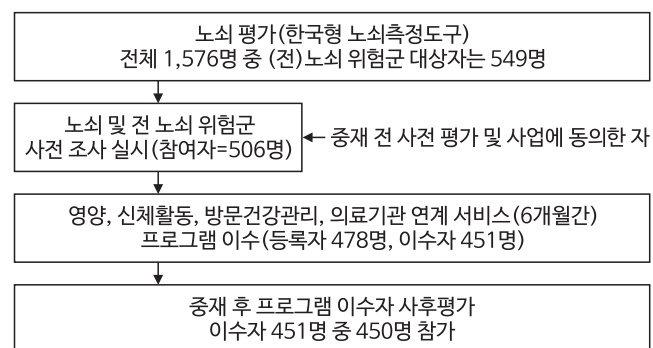 노쇠 평가(한국형 노쇠측정도구)
전체 1,576명 중 (전)노쇠 위험군 대상자는 549명
노쇠 및 전 노쇠 위험군
사전 조사 실시(참여자=506명)
중재 전 사전 평가 및 사업에 동의한 자
영양, 신체활동, 방문건강관리, 의료기관 연계 서비스(6개월간)
프로그램 이수(등록자 478명, 이수자 451명)
중재 후 프로그램 이수자 사후평가
이수자 451명 중 450명 참가